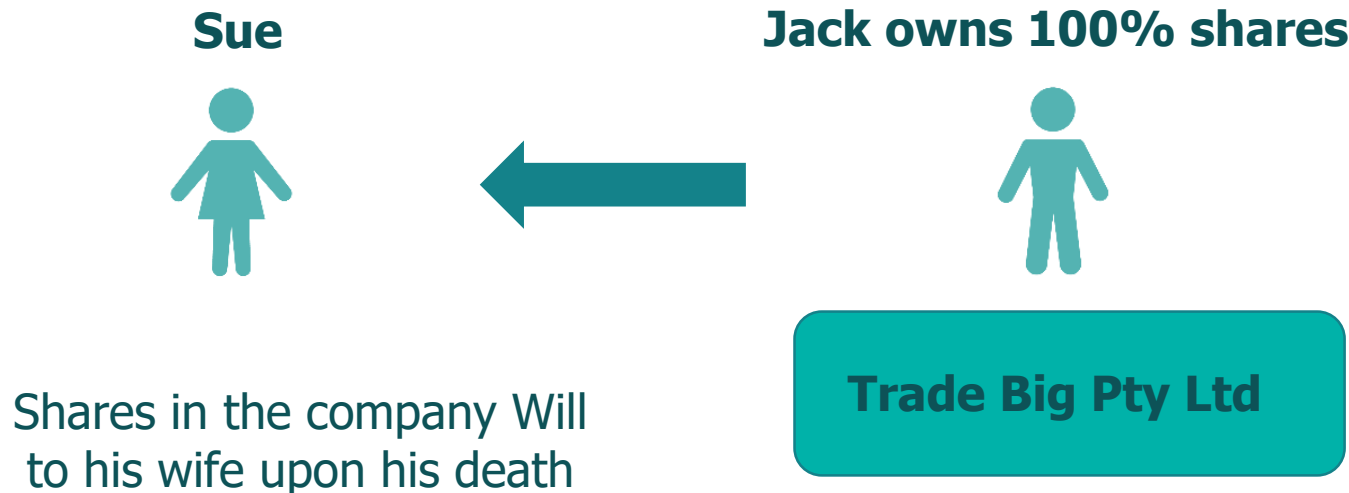 Sue
Jack owns 100% shares
Trade Big Pty Ltd
Shares in the company Will
to his wife upon his death